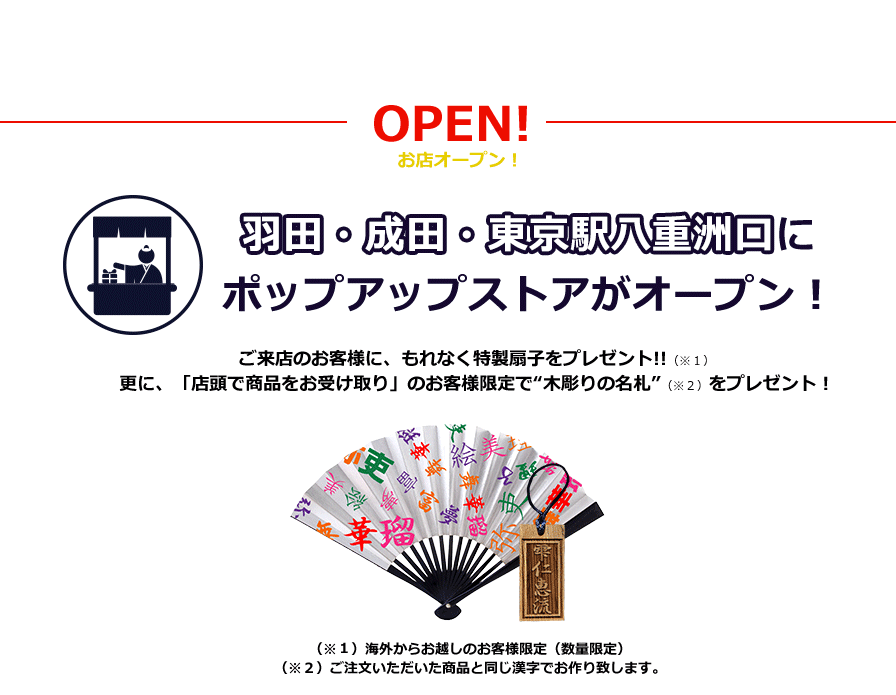 OPEN!
お店オープン！
羽田・成田・東京駅八重洲口に
ポップアップストアがオープン！
ご来店のお客様に、もれなく特製扇子をプレゼント!!（※１）
更に、「店頭で商品をお受け取り」のお客様限定で“木彫りの名札”（※２）をプレゼント！
華瑠
絵美
（※１）海外からお越しのお客様限定（数量限定）
（※２）ご注文いただいた商品と同じ漢字でお作り致します。